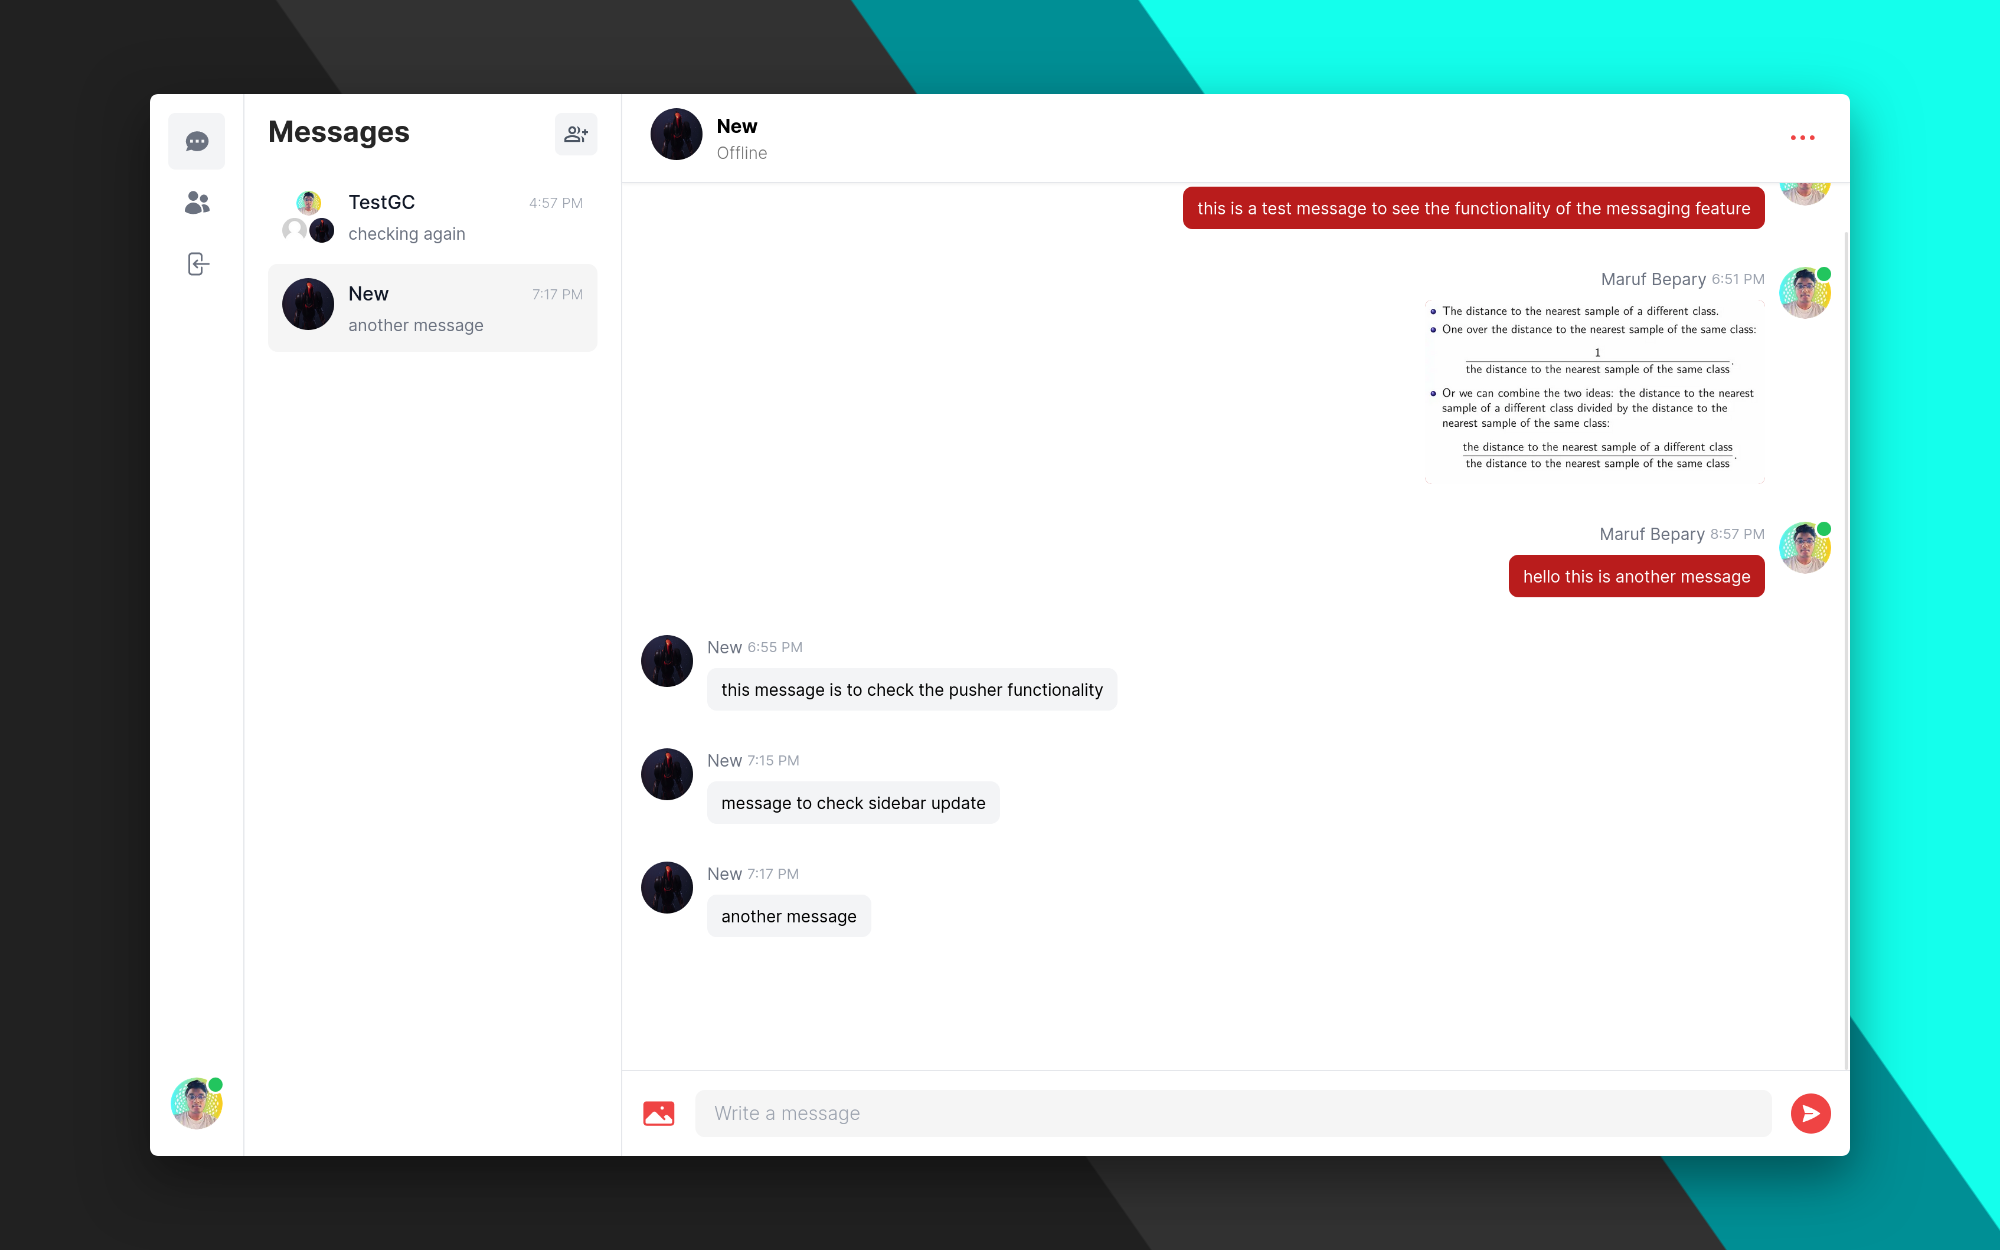 Messages
TestGC
4:57 PM
checking again
New
7:17 PM
another message
New
Offline
this is a test message to see the functionality of the messaging feature
Maruf Bepary 6:51 PM
The distance to the nearest sample of a different class.
One over the distance to the nearest sample of the same class:
1
the distance to the nearest sample of the same class.
Or we can combine the two ideas: the distance to the nearest
sample of a different class divided by the distance to the
nearest sample of the same class:
the distance to the nearest sample of a different class
the distance to the nearest sample of the same class.
Maruf Bepary 8:57 PM
hello this is another message
New 6:55 PM
this message is to check the pusher functionality
New 7:15 PM
message to check sidebar update
New 7:17 PM
another message
Write a message